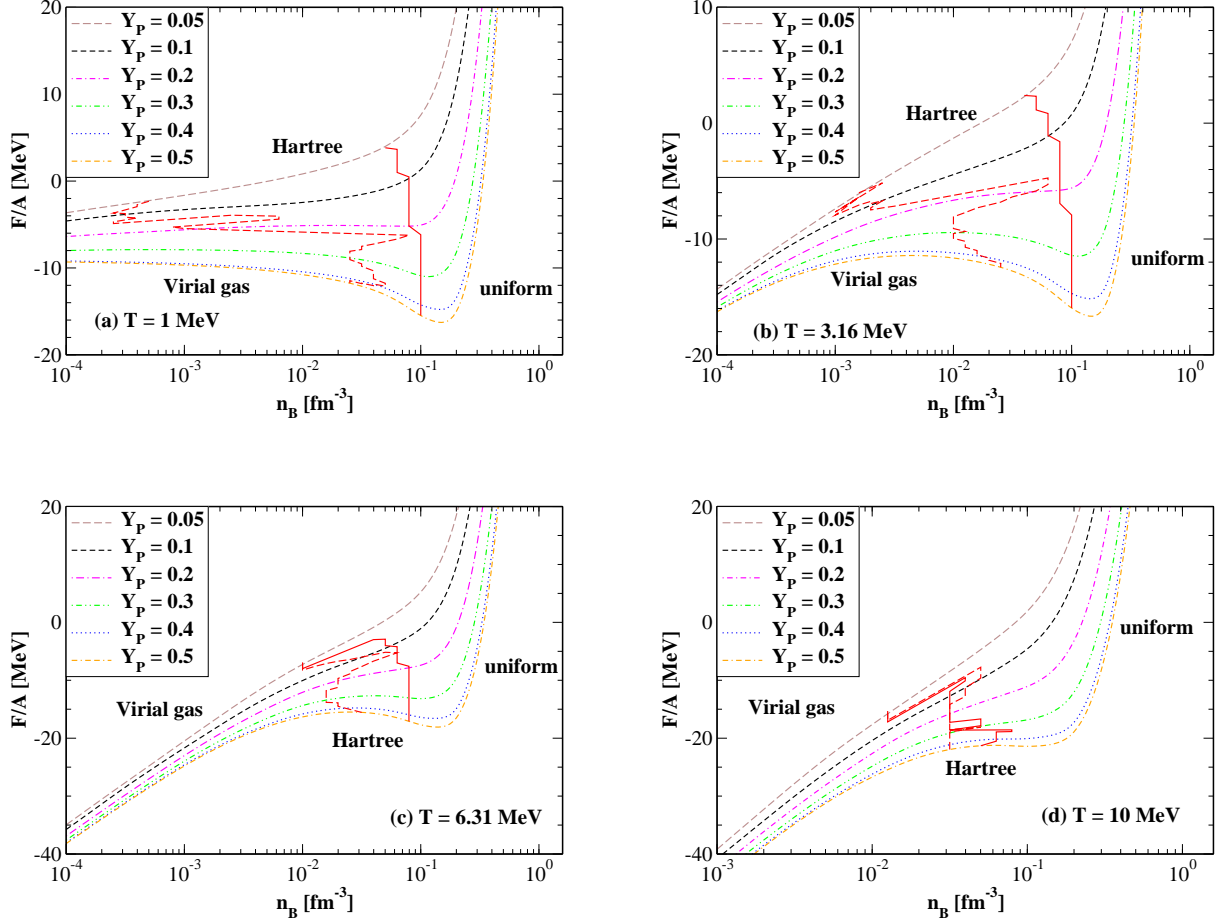 Y_P = 0.05
Y_P = 0.1
Y_P = 0.2
Y_P = 0.3
Y_P = 0.4
Y_P = 0.5
Hartree
Virial gas
uniform
(a) T = 1 MeV
20
10
0
-10
-20
F/A [MeV]
10^-4 10^-3 10^-2 10^-1 10^0
n_B [fm^-3]
Y_P = 0.05
Y_P = 0.1
Y_P = 0.2
Y_P = 0.3
Y_P = 0.4
Y_P = 0.5
Hartree
Virial gas
uniform
(b) T = 3.16 MeV
10
0
-10
-20
F/A [MeV]
10^-4 10^-3 10^-2 10^-1 10^0
n_B [fm^-3]
Y_P = 0.05
Y_P = 0.1
Y_P = 0.2
Y_P = 0.3
Y_P = 0.4
Y_P = 0.5
uniform
Virial gas
Hartree
(c) T = 6.31 MeV
20
0
-20
-40
F/A [MeV]
10^-4 10^-3 10^-2 10^-1 10^0
n_B [fm^-3]
Y_P = 0.05
Y_P = 0.1
Y_P = 0.2
Y_P = 0.3
Y_P = 0.4
Y_P = 0.5
uniform
Virial gas
Hartree
(d) T = 10 MeV
20
0
-20
-40
F/A [MeV]
10^-3 10^-2 10^-1 10^0
n_B [fm^-3]